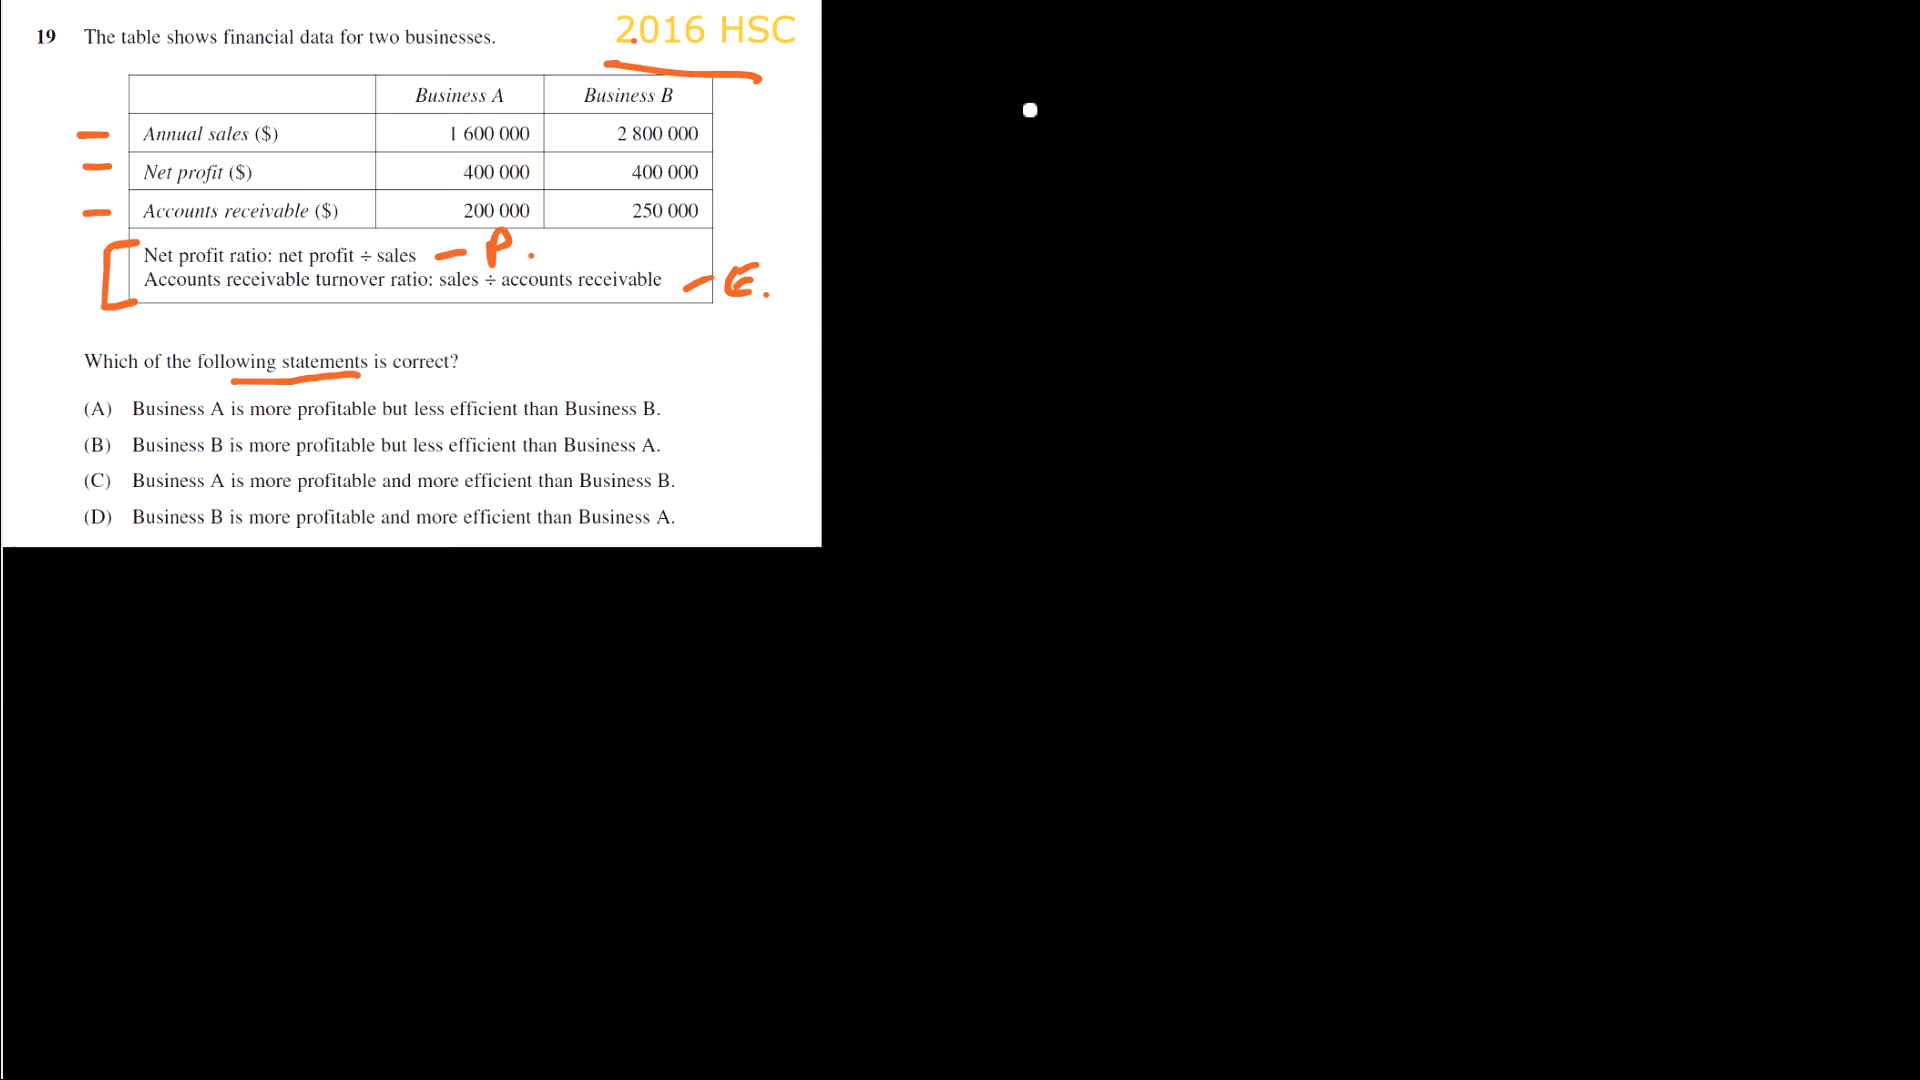 2016 HSC
19 The table shows financial data for two businesses.
Business A Business B
Annual sales ($) 1 600 000 2 800 000
Net profit ($) 400 000 400 000
Accounts receivable ($) 200 000 250 000
Net profit ratio: net profit ÷ sales - P.
Accounts receivable turnover ratio: sales ÷ accounts receivable - E.
Which of the following statements is correct?
(A) Business A is more profitable but less efficient than Business B.
(B) Business B is more profitable but less efficient than Business A.
(C) Business A is more profitable and more efficient than Business B.
(D) Business B is more profitable and more efficient than Business A.